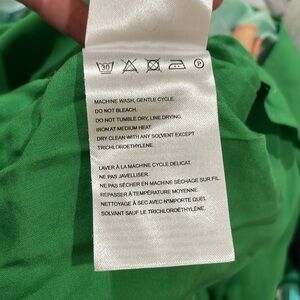 30
P
MACHINE WASH, GENTLE CYCLE.
DO NOT BLEACH.
DO NOT TUMBLE DRY, LINE DRYING.
IRON AT MEDIUM HEAT.
DRY CLEAN WITH ANY SOLVENT EXCEPT
TRICHLOROETHYLENE.
LAVER À LA MACHINE CYCLE DELICAT.
NE PAS JAVELLISER.
NE PAS SÉCHER EN MACHINE SÉCHAGE SUR FIL.
REPASSER À TEMPÉRATURE MOYENNE.
NETTOYAGE À SEC AVEC N'IMPORTE QUEL
SOLVANT SAUF LE TRICHLOROÉTHYLÈNE.